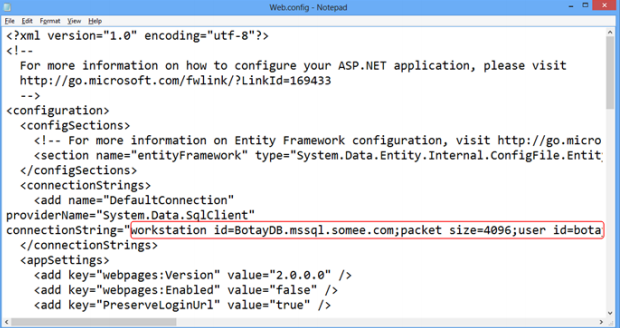 Web.config - Notepad
File Edit Format View Help
<?xml version="1.0" encoding="utf-8"?>
<!--
For more information on how to configure your ASP.NET application, please visit
http://go.microsoft.com/fwlink/?LinkId=169433
-->
<configuration>
<configSections>
<!-- For more information on Entity Framework configuration, visit http://go.micro
<section name="entityFramework" type="System.Data.Entity.Internal.ConfigFile.Entity
</configSections>
<connectionStrings>
<add name="DefaultConnection"
providerName="System.Data.SqlClient"
connectionString="workstation id=BotayDB.mssql.somee.com;packet size=4096;user id=botay
</connectionStrings>
<appSettings>
<add key="webpages:Version" value="2.0.0.0" />
<add key="webpages:Enabled" value="false" />
<add key="PreserveLoginUrl" value="true" />